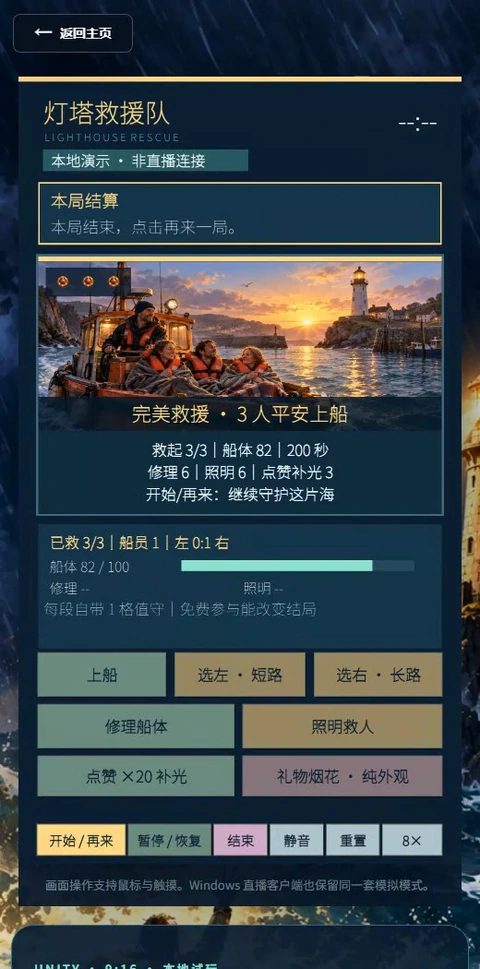 ← 返回主页
灯塔救援队
LIGHTHOUSE RESCUE
--:--
本地演示 · 非直播连接
本局结算
本局结束，点击再来一局。
完美救援 · 3 人平安上船
救起 3/3｜船体 82｜200 秒
修理 6｜照明 6｜点赞补光 3
开始/再来：继续守护这片海
已救 3/3｜船员 1｜左 0:1 右
船体 82 / 100
修理 -- 照明 --
每段自带 1 格值守｜免费参与能改变结局
上船 选左 · 短路 选右 · 长路
修理船体 照明救人
点赞 ×20 补光 礼物烟花 · 纯外观
开始 / 再来 暂停 / 恢复 结束 静音 重置 8×
画面操作支持鼠标与触摸。Windows 直播客户端也保留同一套模拟模式。
UNITY · 9:16 · 本地试玩